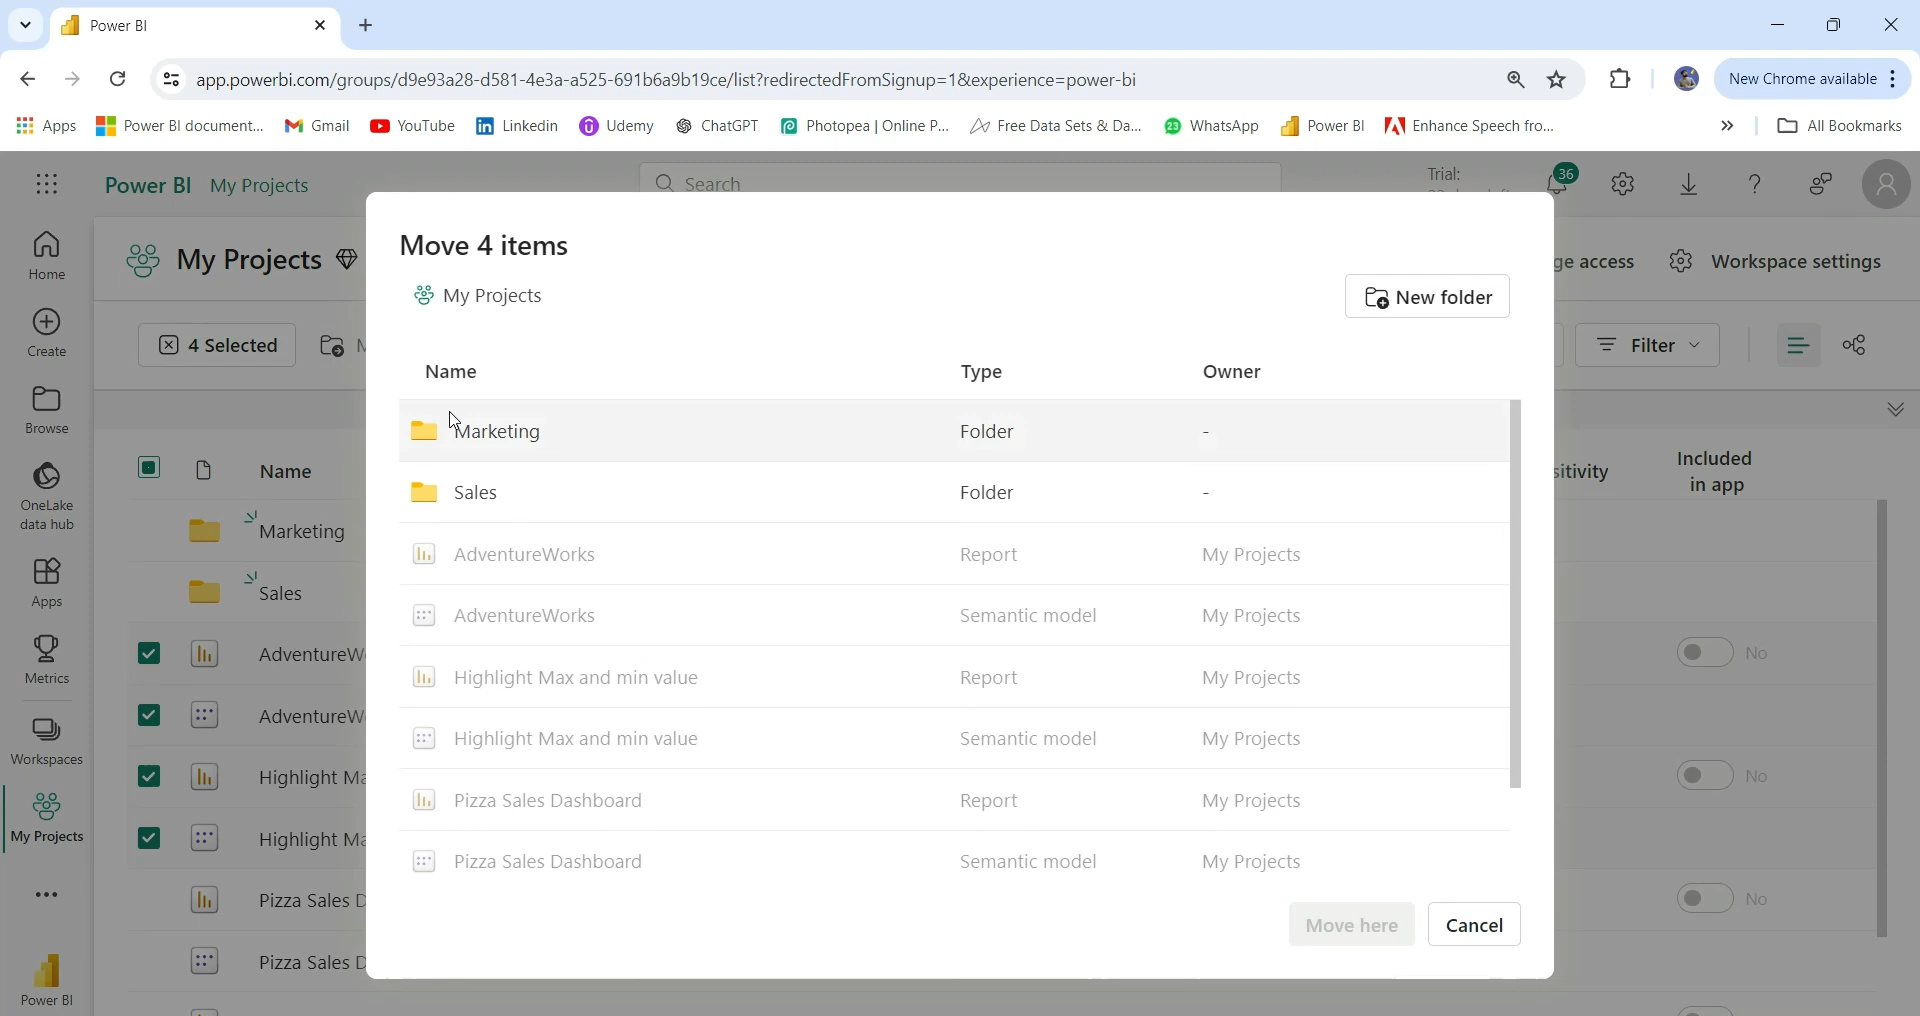 Power BI
app.powerbi.com/groups/d9e93a28-d581-4e3a-a525-691b6a9b19ce/list?redirectedFromSignup=1&experience=power-bi
New Chrome available
Apps Power BI document... Gmail YouTube Linkedin Udemy ChatGPT Photopea | Online P... Free Data Sets & Da... 23 WhatsApp Power BI Enhance Speech fro... » All Bookmarks
Power BI My Projects Search Trial: 36 ?
Home
My Projects
ge access Workspace settings
Create
4 Selected M
Filter
Browse
OneLake
data hub
Apps
Metrics
Workspaces
My Projects
Power BI
Name
sitivity
Included
in app
Marketing
Sales
AdventureW
No
AdventureW
Highlight Ma
No
Highlight Ma
Pizza Sales D
No
Pizza Sales D
Move 4 items
My Projects
New folder
Name Type Owner
Marketing Folder -
Sales Folder -
AdventureWorks Report My Projects
AdventureWorks Semantic model My Projects
Highlight Max and min value Report My Projects
Highlight Max and min value Semantic model My Projects
Pizza Sales Dashboard Report My Projects
Pizza Sales Dashboard Semantic model My Projects
Move here Cancel